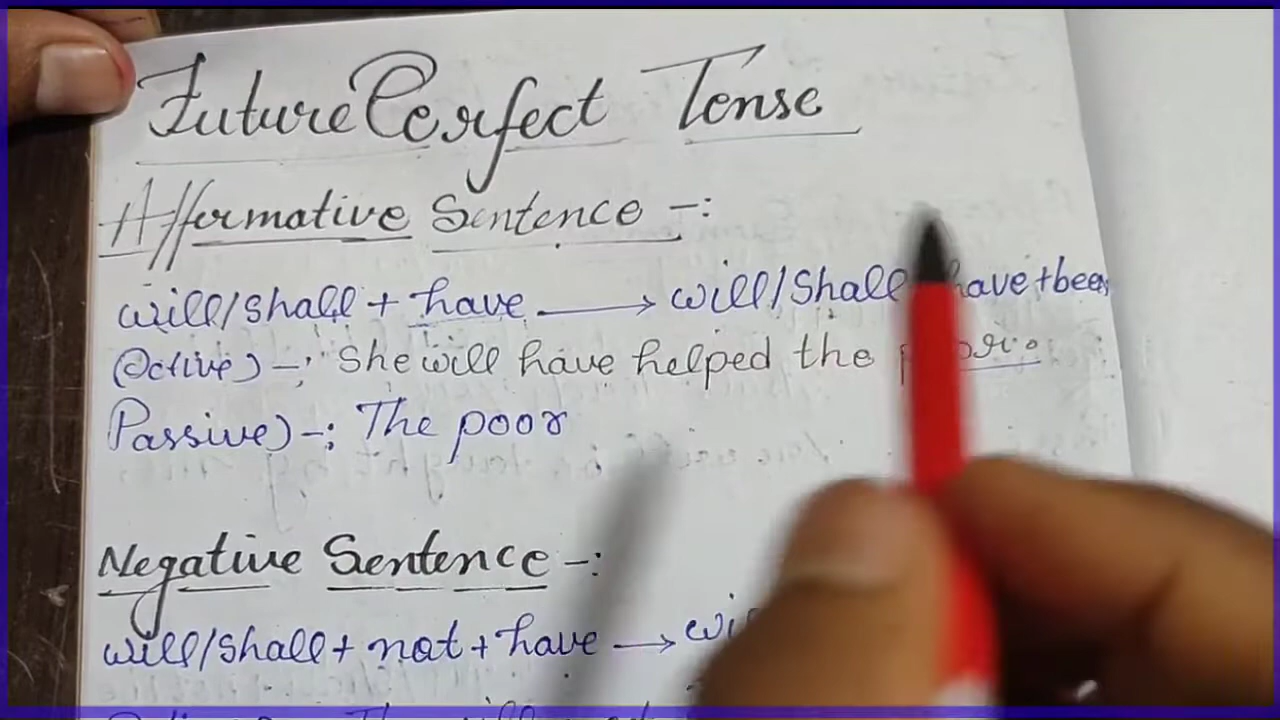 Future Perfect Tense
Affermative Sentence -:
will/Shall + have → will/Shall have + been
(Active) -: She will have helped the poor.
Passive) -: The poor
Negative Sentence -:
will/Shall + not + have →